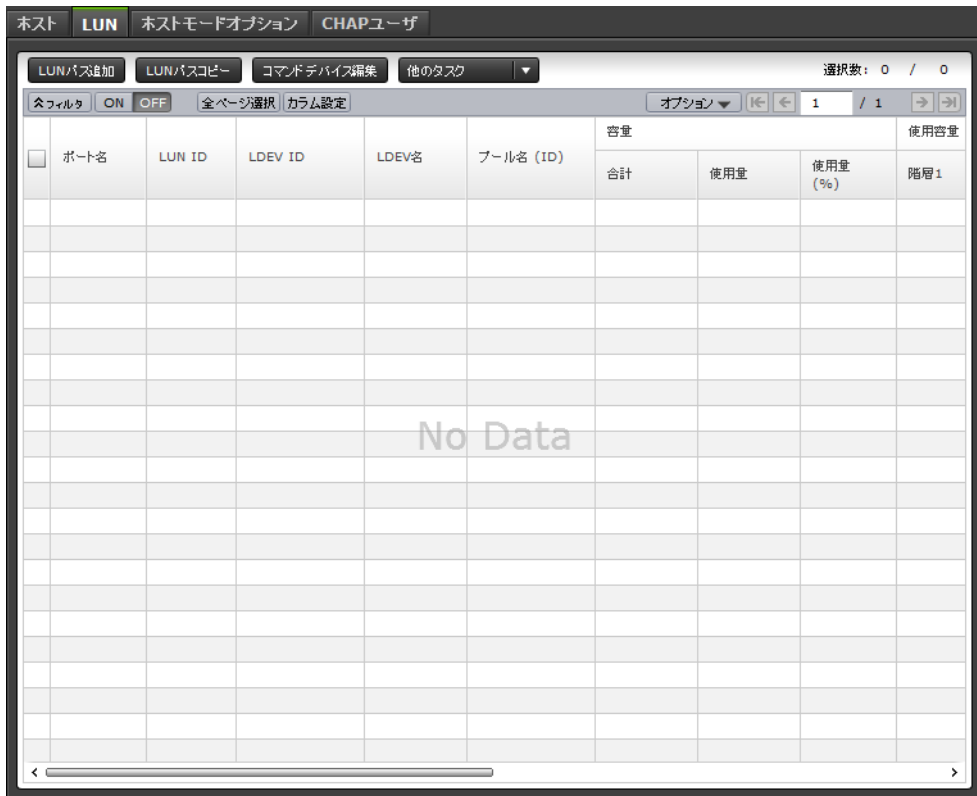 ホスト LUN ホストモードオプション CHAPユーザ
LUNパス追加 LUNパスコピー コマンドデバイス編集 他のタスク 選択数: 0 / 0
フィルタ ON OFF 全ページ選択 カラム設定 オプション 1 / 1
ポート名 LUN ID LDEV ID LDEV名 プール名 (ID) 容量 使用容量
合計 使用量 使用量 (%) 階層1
No Data